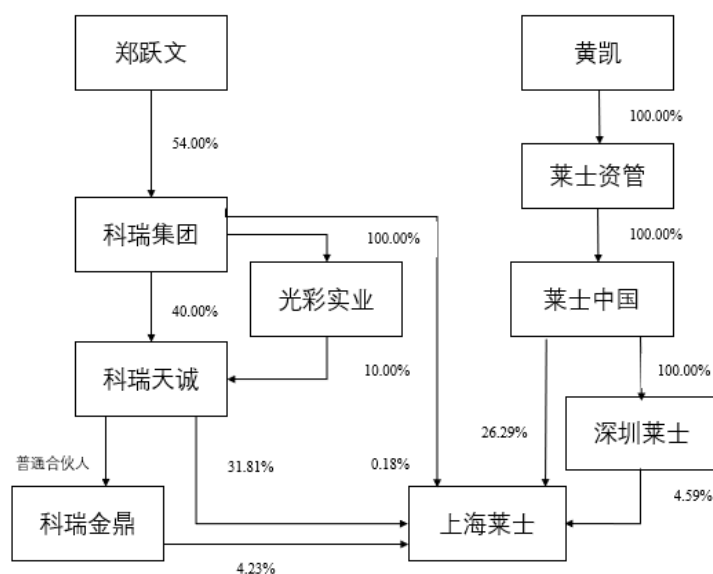 郑跃文
黄凯
100.00%
54.00%
莱士资管
科瑞集团
100.00%
100.00%
光彩实业
莱士中国
40.00%
科瑞天诚
10.00%
100.00%
26.29%
深圳莱士
普通合伙人
31.81%
0.18%
4.59%
科瑞金鼎
上海莱士
4.23%